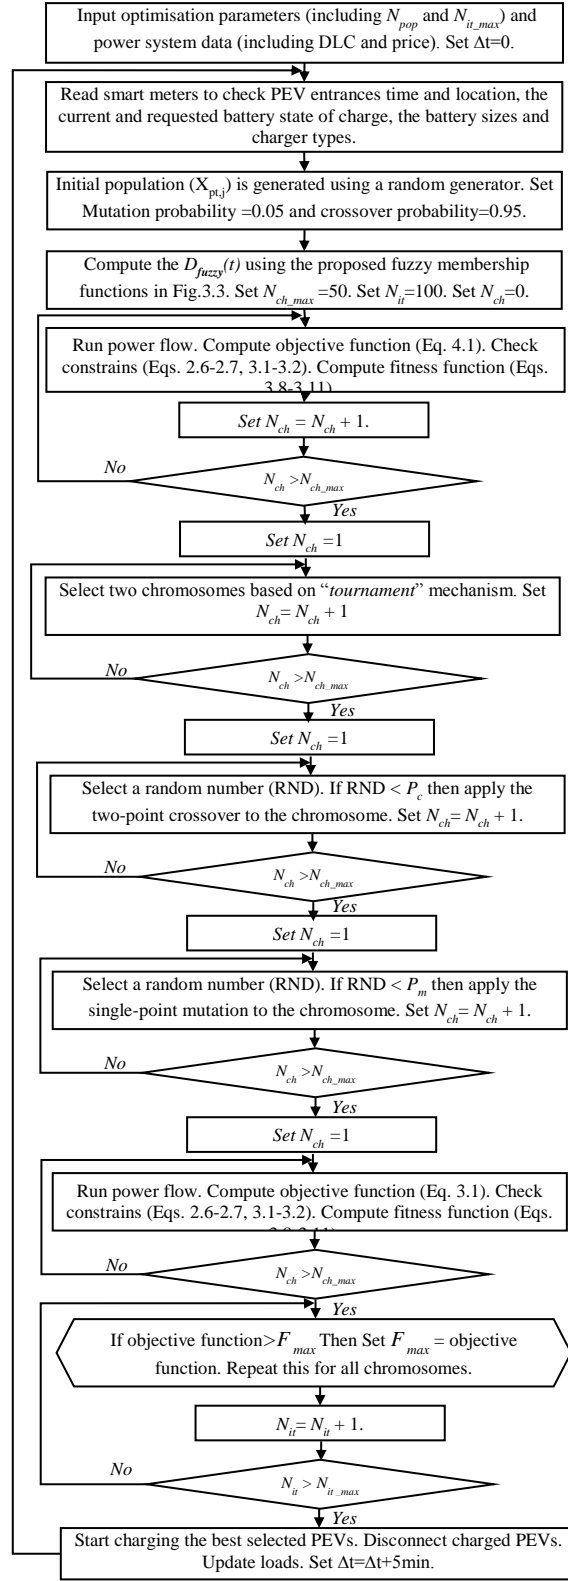 Input optimisation parameters (including N_pop and N_it_max) and
power system data (including DLC and price). Set Δt=0.
Read smart meters to check PEV entrances time and location, the
current and requested battery state of charge, the battery sizes and
charger types.
Initial population (X_pt,j) is generated using a random generator. Set
Mutation probability =0.05 and crossover probability=0.95.
Compute the D_fuzzy(t) using the proposed fuzzy membership
functions in Fig.3.3. Set N_ch_max =50. Set N_it=100. Set N_ch=0.
Run power flow. Compute objective function (Eq. 4.1). Check
constrains (Eqs. 2.6-2.7, 3.1-3.2). Compute fitness function (Eqs.
3.8-3.11)
Set N_ch = N_ch + 1.
No
N_ch >N_ch_max
Yes
Set N_ch =1
Select two chromosomes based on “tournament” mechanism. Set
N_ch= N_ch + 1
No
N_ch >N_ch_max
Yes
Set N_ch =1
Select a random number (RND). If RND < P_c then apply the
two-point crossover to the chromosome. Set N_ch= N_ch + 1.
No
N_ch >N_ch_max
Yes
Set N_ch =1
Select a random number (RND). If RND < P_m then apply the
single-point mutation to the chromosome. Set N_ch= N_ch + 1.
No
N_ch >N_ch_max
Yes
Set N_ch =1
Run power flow. Compute objective function (Eq. 3.1). Check
constrains (Eqs. 2.6-2.7, 3.1-3.2). Compute fitness function (Eqs.
No
N_ch >N_ch_max
Yes
If objective function>F_max Then Set F_max = objective
function. Repeat this for all chromosomes.
N_it= N_it + 1.
No
N_it > N_it_max
Yes
Start charging the best selected PEVs. Disconnect charged PEVs.
Update loads. Set Δt=Δt+5min.